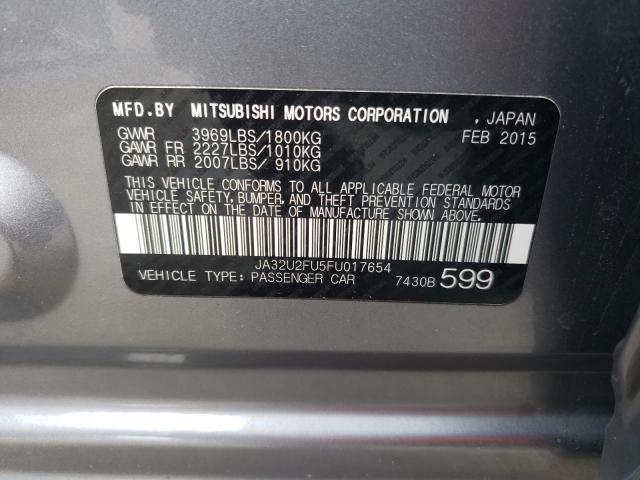 MFD.BY MITSUBISHI MOTORS CORPORATION , JAPAN
GVWR 3969LBS/1800KG FEB 2015
GAWR FR 2227LBS/1010KG
GAWR RR 2007LBS/ 910KG
THIS VEHICLE CONFORMS TO ALL APPLICABLE FEDERAL MOTOR
VEHICLE SAFETY,BUMPER,AND THEFT PREVENTION STANDARDS
IN EFFECT ON THE DATE OF MANUFACTURE SHOWN ABOVE.
JA32U2FU5FU017654
VEHICLE TYPE: PASSENGER CAR 7430B 599